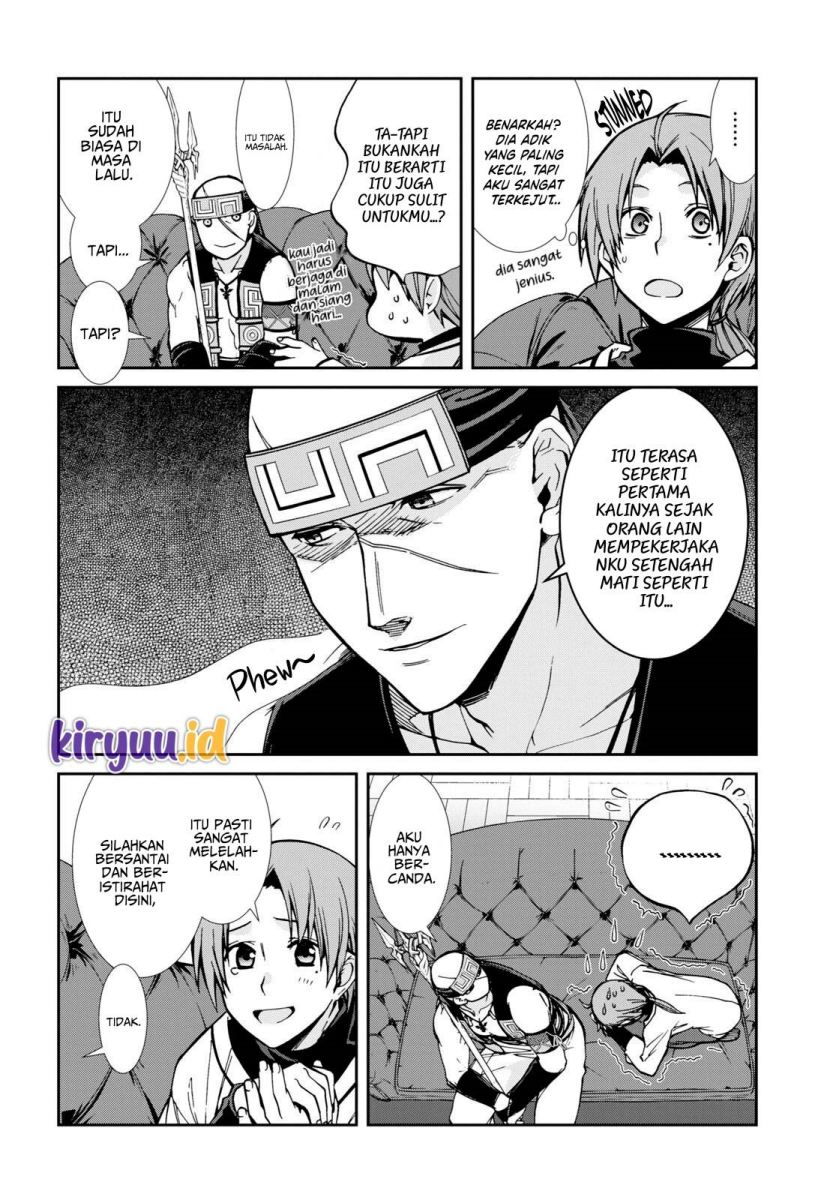 .......
STUNNED
BENARKAH?
DIA ADIK
YANG PALING
KECIL, TAPI
AKU SANGAT
TERKEJUT...
dia sangat
jenius.
TA-TAPI
BUKANKAH
ITU BERARTI
ITU JUGA
CUKUP SULIT
UNTUKMU...?
kau jadi
harus
berjaga di
malam
dan siang
hari...
ITU TIDAK
MASALAH.
ITU
SUDAH
BIASA DI
MASA
LALU.
TAPI...
TAPI?
ITU TERASA
SEPERTI
PERTAMA
KALINYA SEJAK
ORANG LAIN
MEMPEKERJAKA
NKU SETENGAH
MATI SEPERTI
ITU...
Phew~
kiryuu.id
~~~~~~~~~~
AKU
HANYA
BER-
CANDA.
ITU PASTI
SANGAT
MELELAH-
KAN.
SILAHKAN
BERSANTAI
DAN BER-
ISTIRAHAT
DISINI,
TIDAK.